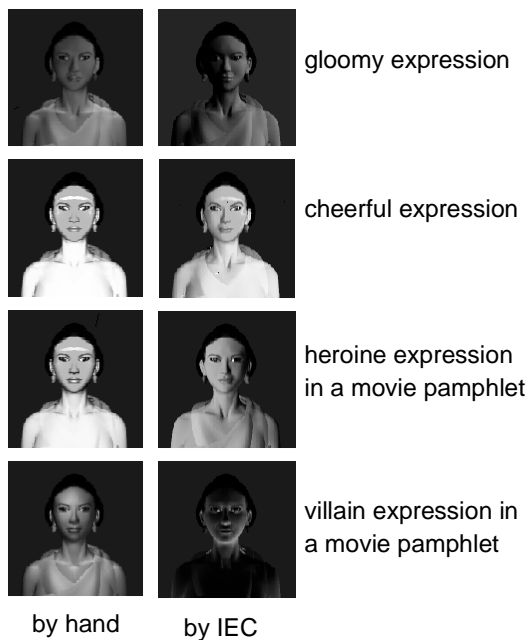 gloomy expression
cheerful expression
heroine expression
in a movie pamphlet
villain expression in
a movie pamphlet
by hand
by IEC